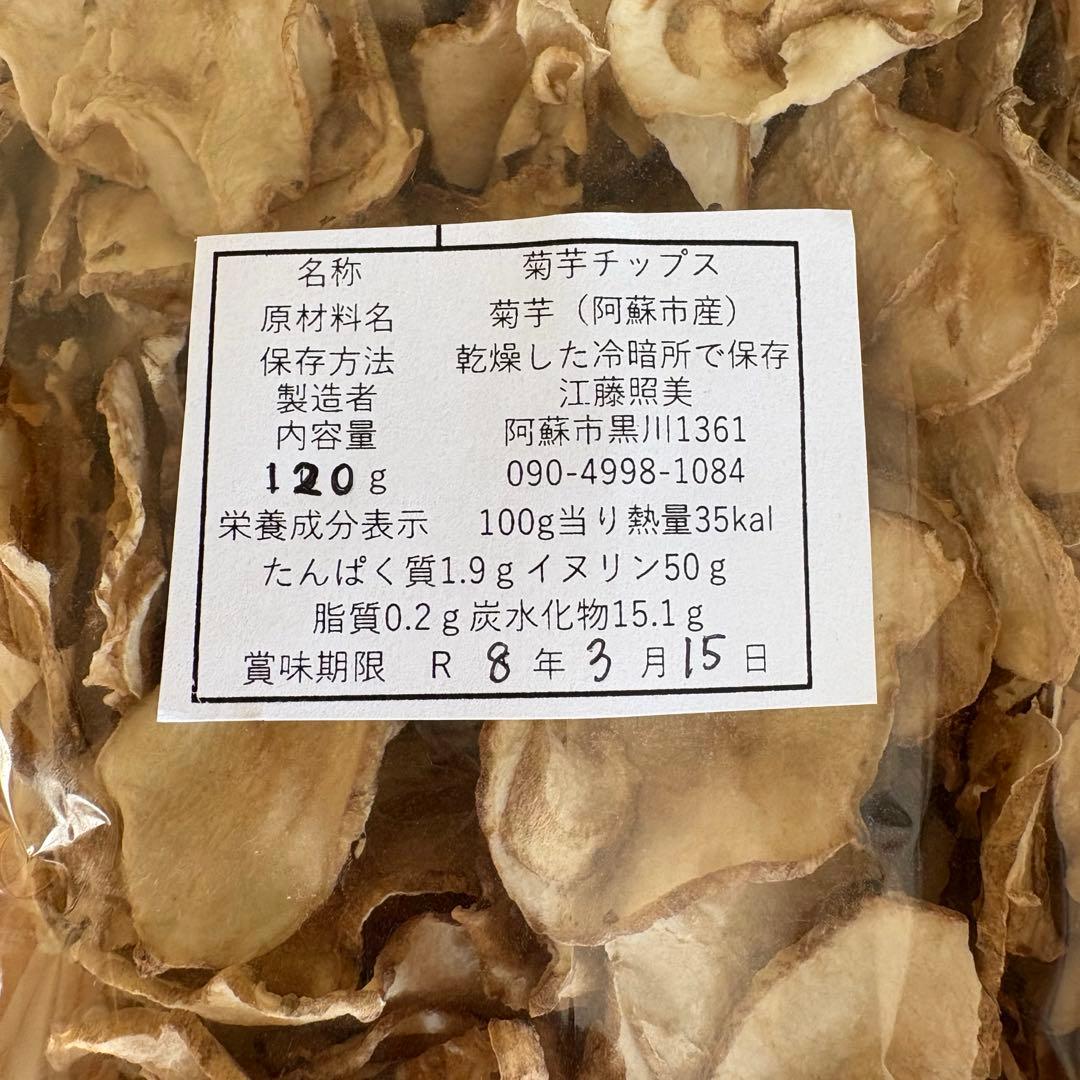 名称 菊芋チップス
原材料名 菊芋（阿蘇市産）
保存方法 乾燥した冷暗所で保存
製造者 江藤照美
内容量 阿蘇市黒川1361
120g 090-4998-1084
栄養成分表示 100g当り熱量35kal
たんぱく質1.9gイヌリン50g
脂質0.2g炭水化物15.1g
賞味期限 R 8年3月15日